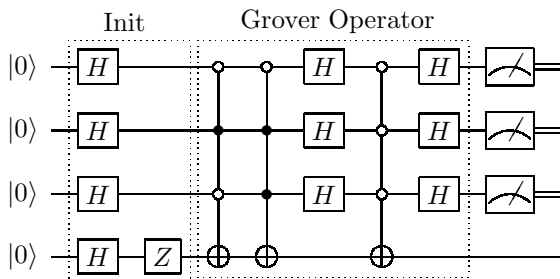 Init Grover Operator
|0⟩ H H H
|0⟩ H H H
|0⟩ H H H
|0⟩ H Z